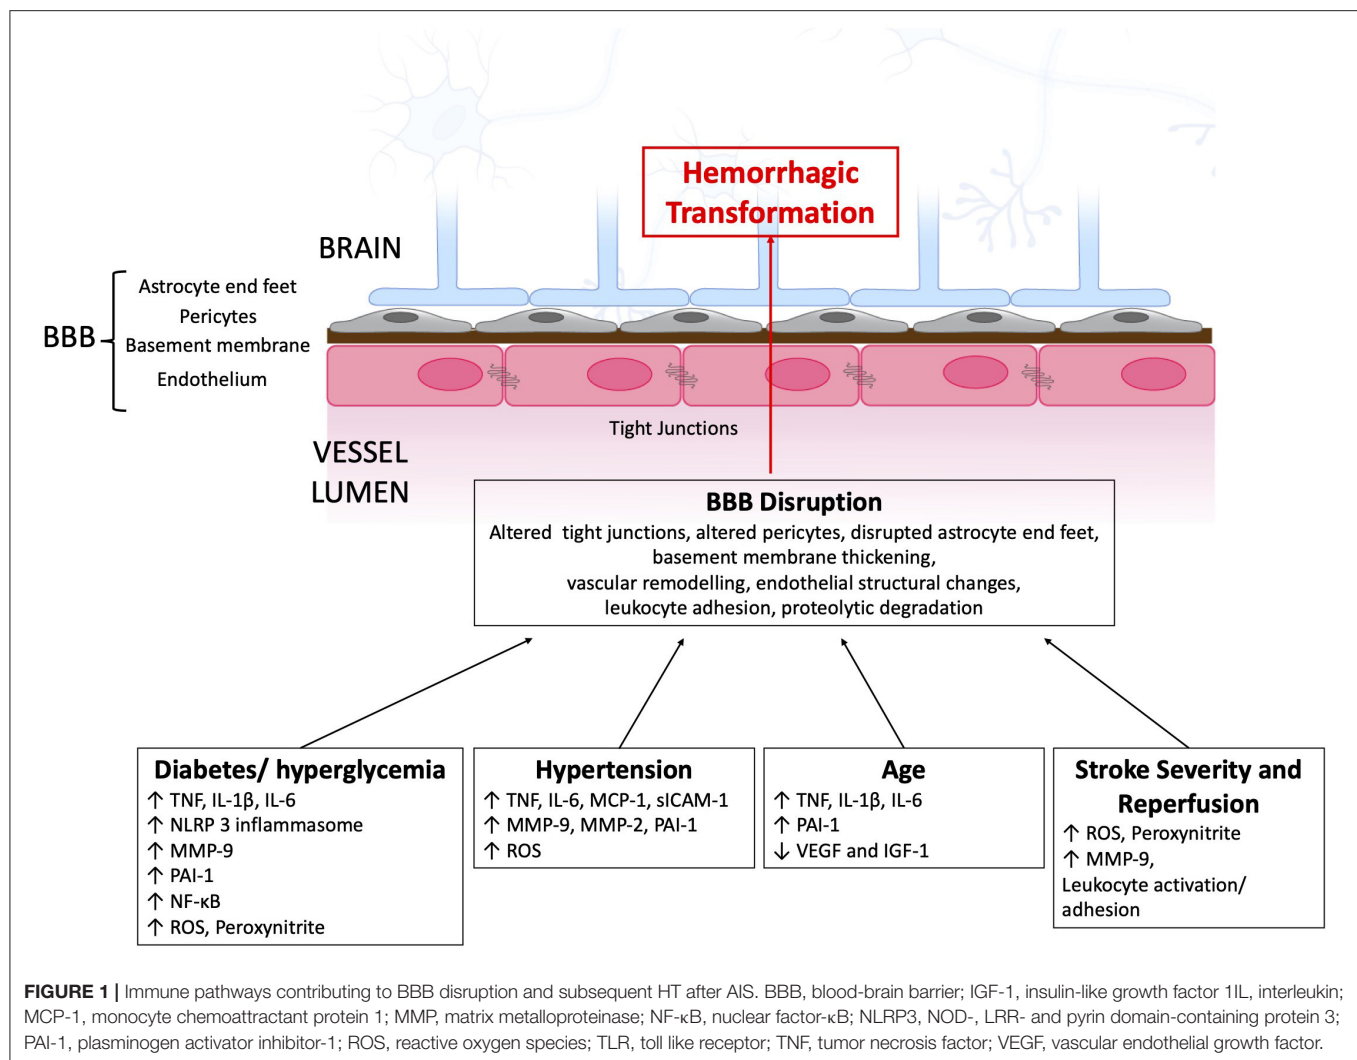 Hemorrhagic
Transformation
BRAIN
BBB
Astrocyte end feet
Pericytes
Basement membrane
Endothelium
Tight Junctions
VESSEL
LUMEN
BBB Disruption
Altered tight junctions, altered pericytes, disrupted astrocyte end feet,
basement membrane thickening,
vascular remodelling, endothelial structural changes,
leukocyte adhesion, proteolytic degradation
Diabetes/ hyperglycemia
↑ TNF, IL-1β, IL-6
↑ NLRP 3 inflammasome
↑ MMP-9
↑ PAI-1
↑ NF-κB
↑ ROS, Peroxynitrite
Hypertension
↑ TNF, IL-6, MCP-1, sICAM-1
↑ MMP-9, MMP-2, PAI-1
↑ ROS
Age
↑ TNF, IL-1β, IL-6
↑ PAI-1
↓ VEGF and IGF-1
Stroke Severity and
Reperfusion
↑ ROS, Peroxynitrite
↑ MMP-9,
Leukocyte activation/
adhesion
FIGURE 1 | Immune pathways contributing to BBB disruption and subsequent HT after AIS. BBB, blood-brain barrier; IGF-1, insulin-like growth factor 1IL, interleukin;
MCP-1, monocyte chemoattractant protein 1; MMP, matrix metalloproteinase; NF-κB, nuclear factor-κB; NLRP3, NOD-, LRR- and pyrin domain-containing protein 3;
PAI-1, plasminogen activator inhibitor-1; ROS, reactive oxygen species; TLR, toll like receptor; TNF, tumor necrosis factor; VEGF, vascular endothelial growth factor.